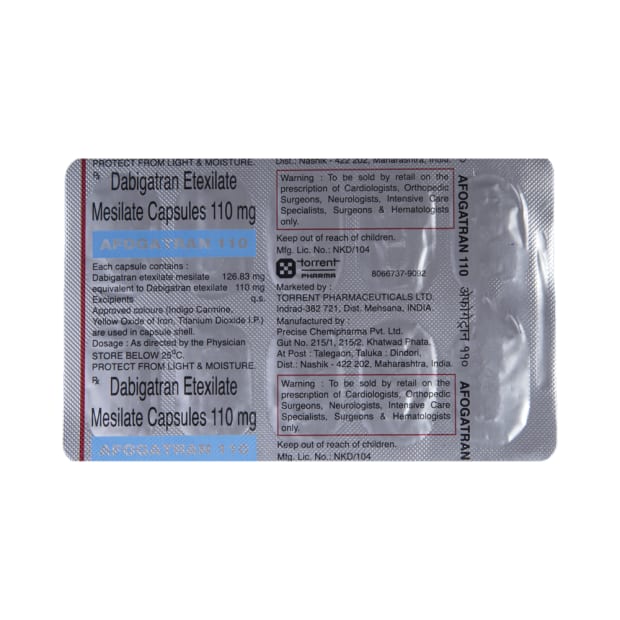 PROTECT FROM LIGHT & MOISTURE.
Rx Dabigatran Etexilate
Mesilate Capsules 110 mg
AFOGATRAN 110
Each capsule contains :
Dabigatran etexilate mesilate 126.83 mg
equivalent to Dabigatran etexilate 110 mg
Excipients q.s.
Approved colours (Indigo Carmine,
Yellow Oxide of Iron, Titanium Dioxide I.P.)
are used in capsule shell.
Dosage : As directed by the Physician
STORE BELOW 25°C
PROTECT FROM LIGHT & MOISTURE.
Rx Dabigatran Etexilate
Mesilate Capsules 110 mg
AFOGATRAN 110
Dist.: Nashik - 422 202, Maharashtra, India.
Warning : To be sold by retail on the
prescription of Cardiologists, Orthopedic
Surgeons, Neurologists, Intensive Care
Specialists, Surgeons & Hematologists
only.
Keep out of reach of children.
Mfg. Lic. No.: NKD/104
torrent
PHARMA
8066737-9092
Marketed by :
TORRENT PHARMACEUTICALS LTD.
Indrad-382 721, Dist. Mehsana, INDIA.
Manufactured by :
Precise Chemipharma Pvt. Ltd.
Gut No. 215/1, 215/2, Khatwad Phata,
At Post : Talegaon, Taluka : Dindori,
Dist.: Nashik - 422 202, Maharashtra, India.
Warning : To be sold by retail on the
prescription of Cardiologists, Orthopedic
Surgeons, Neurologists, Intensive Care
Specialists, Surgeons & Hematologists
only.
Keep out of reach of children.
Mfg. Lic. No.: NKD/104
AFOGATRAN 110 अफोगेट्रान ११० AFOGATRAN